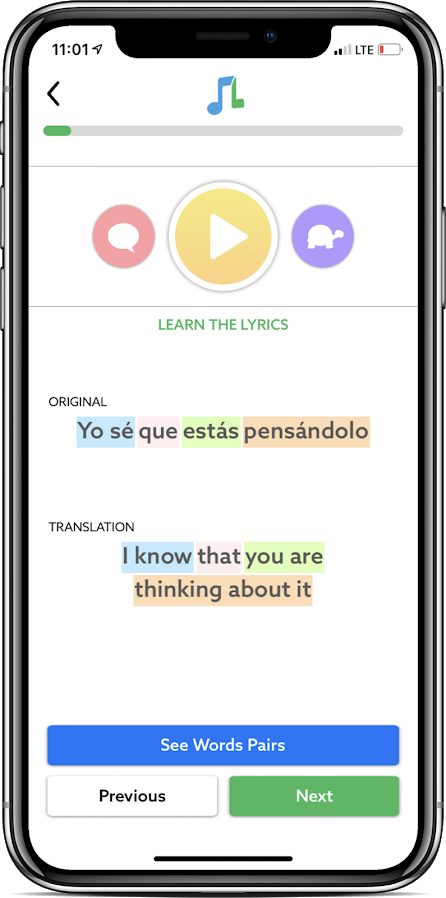 11:01 LTE
LEARN THE LYRICS
ORIGINAL
Yo sé que estás pensándolo
TRANSLATION
I know that you are
thinking about it
See Words Pairs
Previous Next